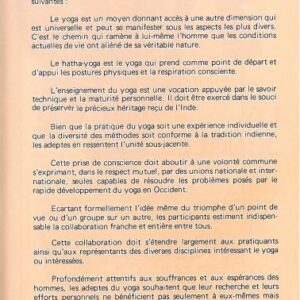 suivantes :
Le yoga est un moyen donnant accès à une autre dimension qui
est universelle et peut se manifester sous les aspects les plus divers.
C'est le chemin qui ramène à lui-même l'homme que les conditions
actuelles de vie ont aliéné de sa véritable nature.
Le hatha-yoga est le yoga qui prend comme point de départ et
d'appui les postures physiques et la respiration consciente.
L'enseignement du yoga est une vocation appuyée par le savoir
technique et la maturité personnelle. Il doit être exercé dans le souci
de préserver le précieux héritage reçu de l'Inde.
Bien que la pratique du yoga soit une expérience individuelle et
que la diversité des méthodes soit conforme à la tradition indienne,
les adeptes en ressentent l'unité sous-jacente.
Cette prise de conscience doit aboutir à une volonté commune
s'exprimant, dans le respect mutuel, par des unions nationale et inter-
nationale, seules capables de résoudre les problèmes posés par le
rapide développement du yoga en Occident.
Ecartant formellement l'idée même du triomphe d'un point de
vue ou d'un groupe sur un autre, les participants estiment indispen-
sable la collaboration franche et entière entre tous.
Cette collaboration doit s'étendre largement aux pratiquants
ainsi qu'aux représentants des diverses disciplines intéressant le yoga
ou intéressées.
Profondément attentifs aux souffrances et aux espérances des
hommes, les adeptes du yoga souhaitent que leur recherche et leurs
efforts personnels ne bénéficient pas seulement à eux-mêmes mais